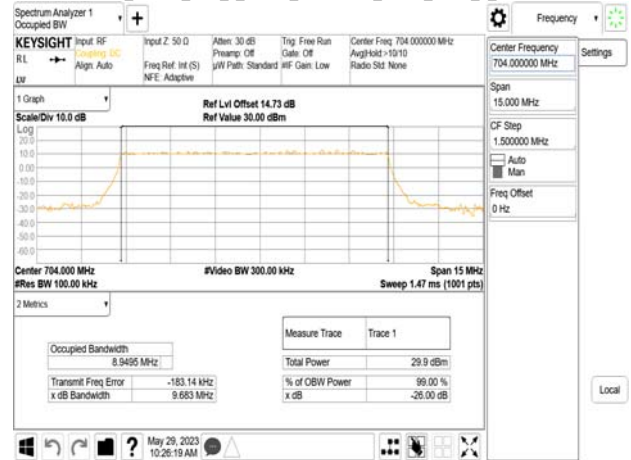 Spectrum Analyzer 1
Occupied BW
Frequency
KEYSIGHT
Input: RF
Input Z: 50 Ω
Atten: 30 dB
Trig: Free Run
Center Freq: 704.000000 MHz
RL
Coupling: DC
Preamp: Off
Gate: Off
Avg|Hold:>10/10
Align: Auto
Freq Ref: Int (S)
µW Path: Standard
#IF Gain: Low
Radio Std: None
NFE: Adaptive
LW
Center Frequency
704.000000 MHz
Settings
Span
15.000 MHz
CF Step
1.500000 MHz
Auto
Man
Freq Offset
0 Hz
1 Graph
Ref Lvl Offset 14.73 dB
Scale/Div 10.0 dB
Ref Value 30.00 dBm
Log
20.0
10.0
0.00
-10.0
-20.0
-30.0
-40.0
-50.0
-60.0
Center 704.000 MHz
#Video BW 300.00 kHz
Span 15 MHz
#Res BW 100.00 kHz
Sweep 1.47 ms (1001 pts)
2 Metrics
Measure Trace
Trace 1
Occupied Bandwidth
8.9495 MHz
Total Power
29.9 dBm
Transmit Freq Error
-183.14 kHz
% of OBW Power
99.00 %
x dB Bandwidth
9.683 MHz
x dB
-26.00 dB
Local
May 29, 2023
10:26:19 AM